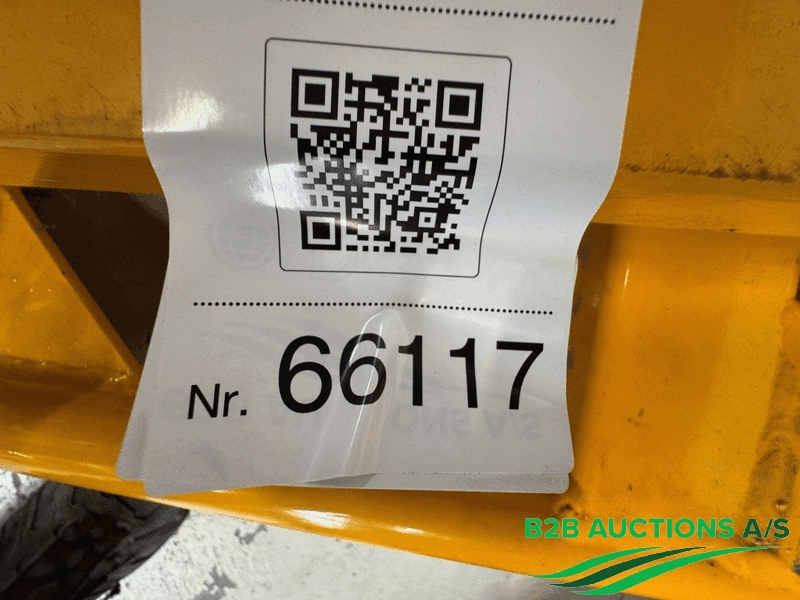 Nr. 66117
B2B AUCTIONS A/S